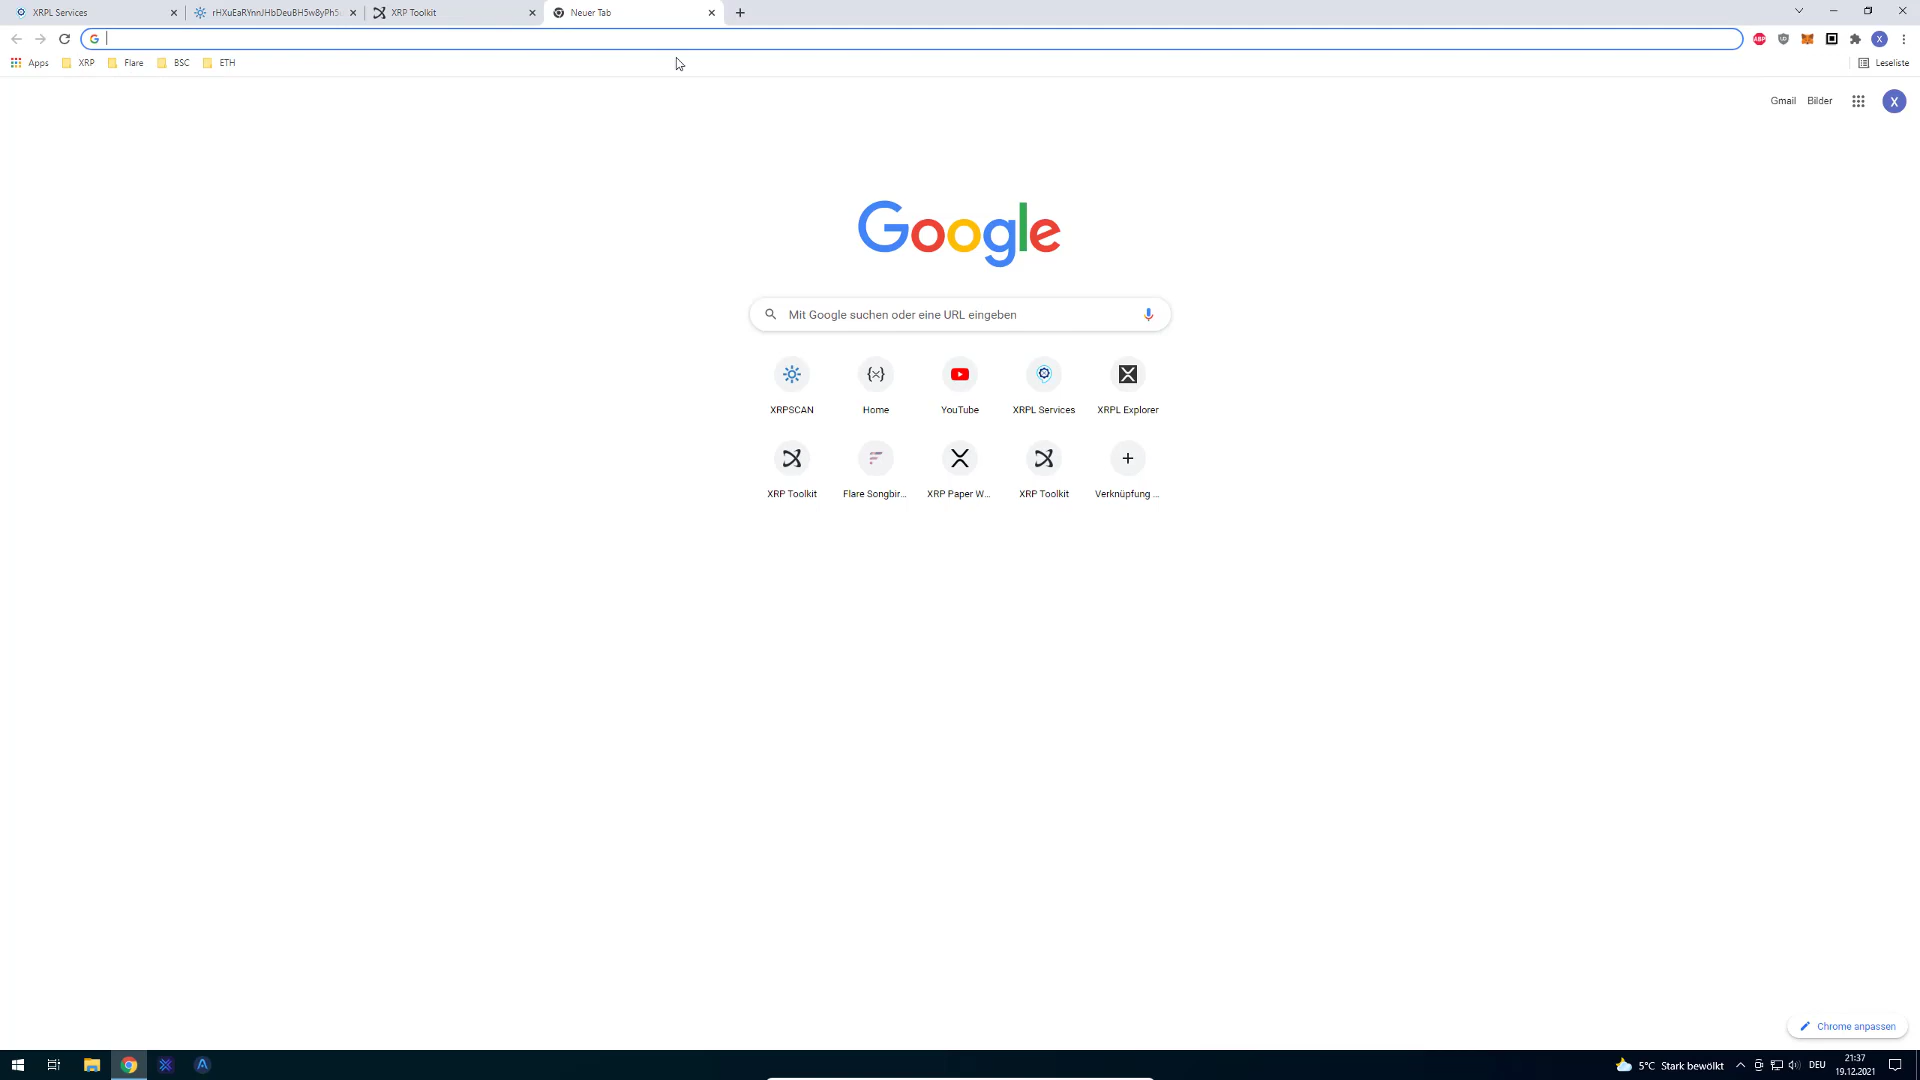 XRPL Services
rHXuEaRYnnJHbDeuBH5w8yPh5
XRP Toolkit
Neuer Tab
Apps
XRP
Flare
BSC
ETH
Leseliste
Gmail
Bilder
X
Google
Mit Google suchen oder eine URL eingeben
XRPSCAN
Home
YouTube
XRPL Services
XRPL Explorer
XRP Toolkit
Flare Songbir...
XRP Paper W...
XRP Toolkit
Verknüpfung ...
Chrome anpassen
5°C Stark bewölkt
DEU
21:37
19.12.2021